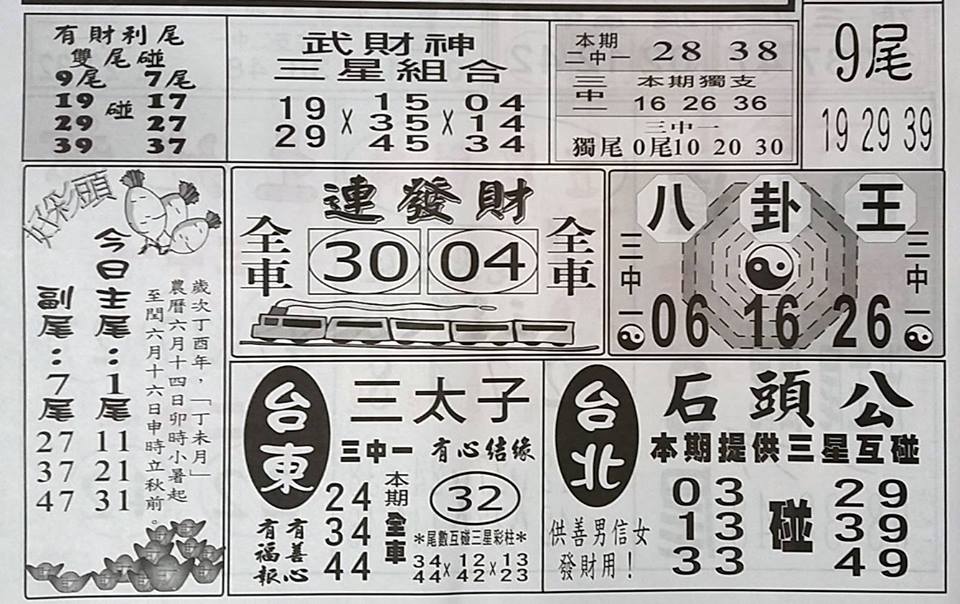 有財利尾
雙尾碰
9尾 7尾
19 碰 17
29 27
39 37
武財神
三星組合
19 × 15 × 04
29 35 14
45 34
本期
二中一 28 38
三中一 本期獨支
16 26 36
三中一
獨尾 0尾10 20 30
9尾
19 29 39
好彩頭
今日主尾：1尾
11
21
31
副尾：7尾
27
37
47
歲次丁酉年，「丁未月」
農曆六月十四日卯時小暑起
至閏六月十六日申時立秋前。
連發財
全車 30 04 全車
八卦王
三中一 三中一
06 16 26
台東
三太子
三中一 有心結緣
24 本期全車 32
34
44
有善心
有福報
＊尾數互碰三星彩柱＊
34 × 12 × 13
44 42 23
台北
石頭公
本期提供三星互碰
03 碰 29
13 39
33 49
供善男信女
發財用！